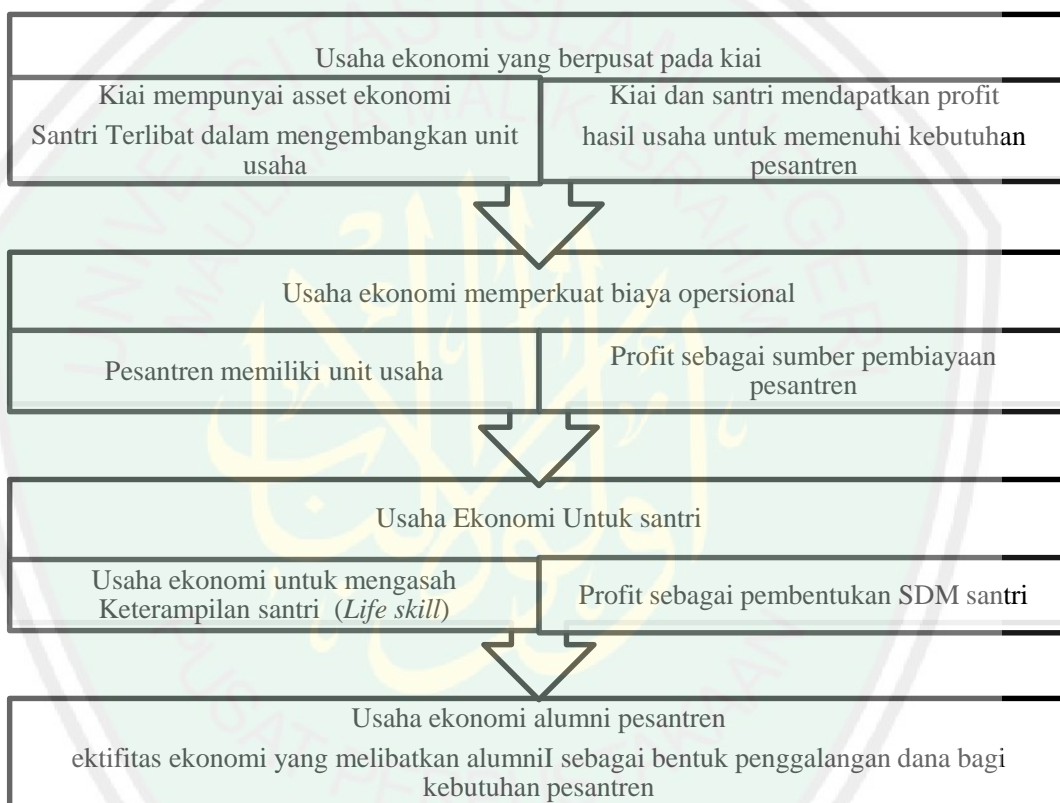 Usaha ekonomi yang berpusat pada kiai
Kiai mempunyai asset ekonomi
Santri Terlibat dalam mengembangkan unit
usaha
Kiai dan santri mendapatkan profit
hasil usaha untuk memenuhi kebutuhan
pesantren
Usaha ekonomi memperkuat biaya opersional
Pesantren memiliki unit usaha
Profit sebagai sumber pembiayaan
pesantren
Usaha Ekonomi Untuk santri
Usaha ekonomi untuk mengasah
Keterampilan santri (Life skill)
Profit sebagai pembentukan SDM santri
Usaha ekonomi alumni pesantren
ektifitas ekonomi yang melibatkan alumniI sebagai bentuk penggalangan dana bagi
kebutuhan pesantren